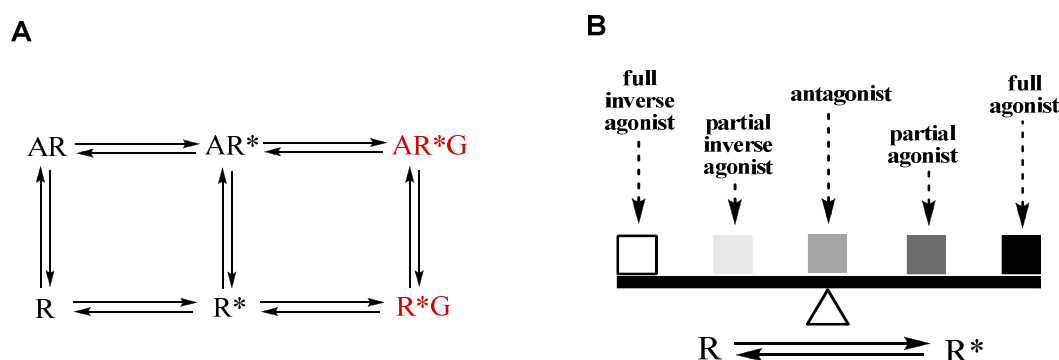 A
AR AR* AR*G
R R* R*G
B
full
inverse
agonist
partial
inverse
agonist
antagonist
partial
agonist
full
agonist
R R*